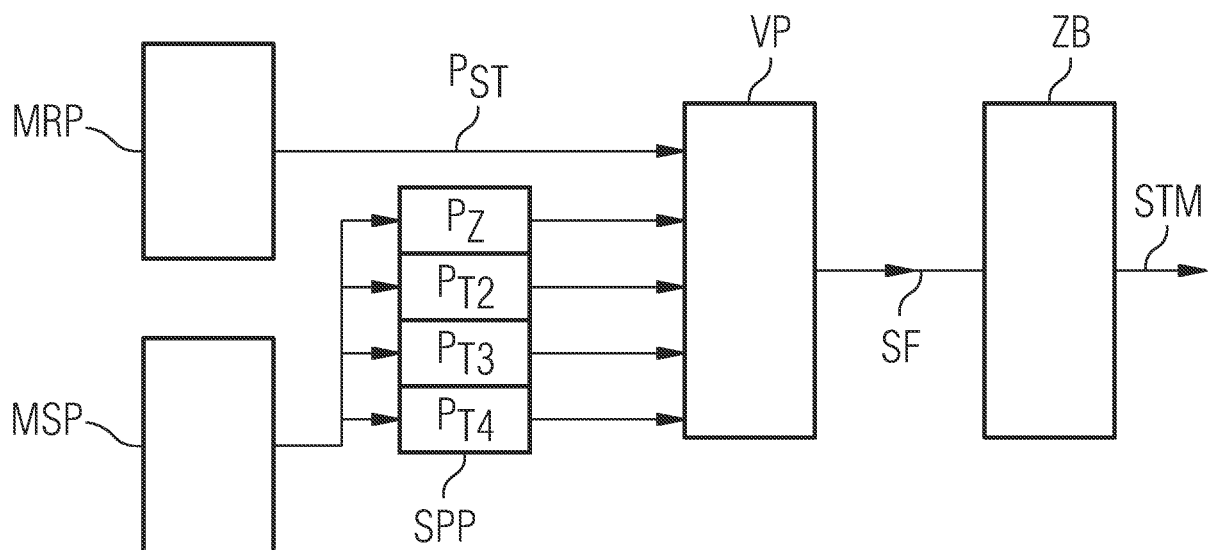 VP
ZB
P_ST
MRP
STM
P_Z
P_T2
P_T3
SF
MSP
P_T4
SPP